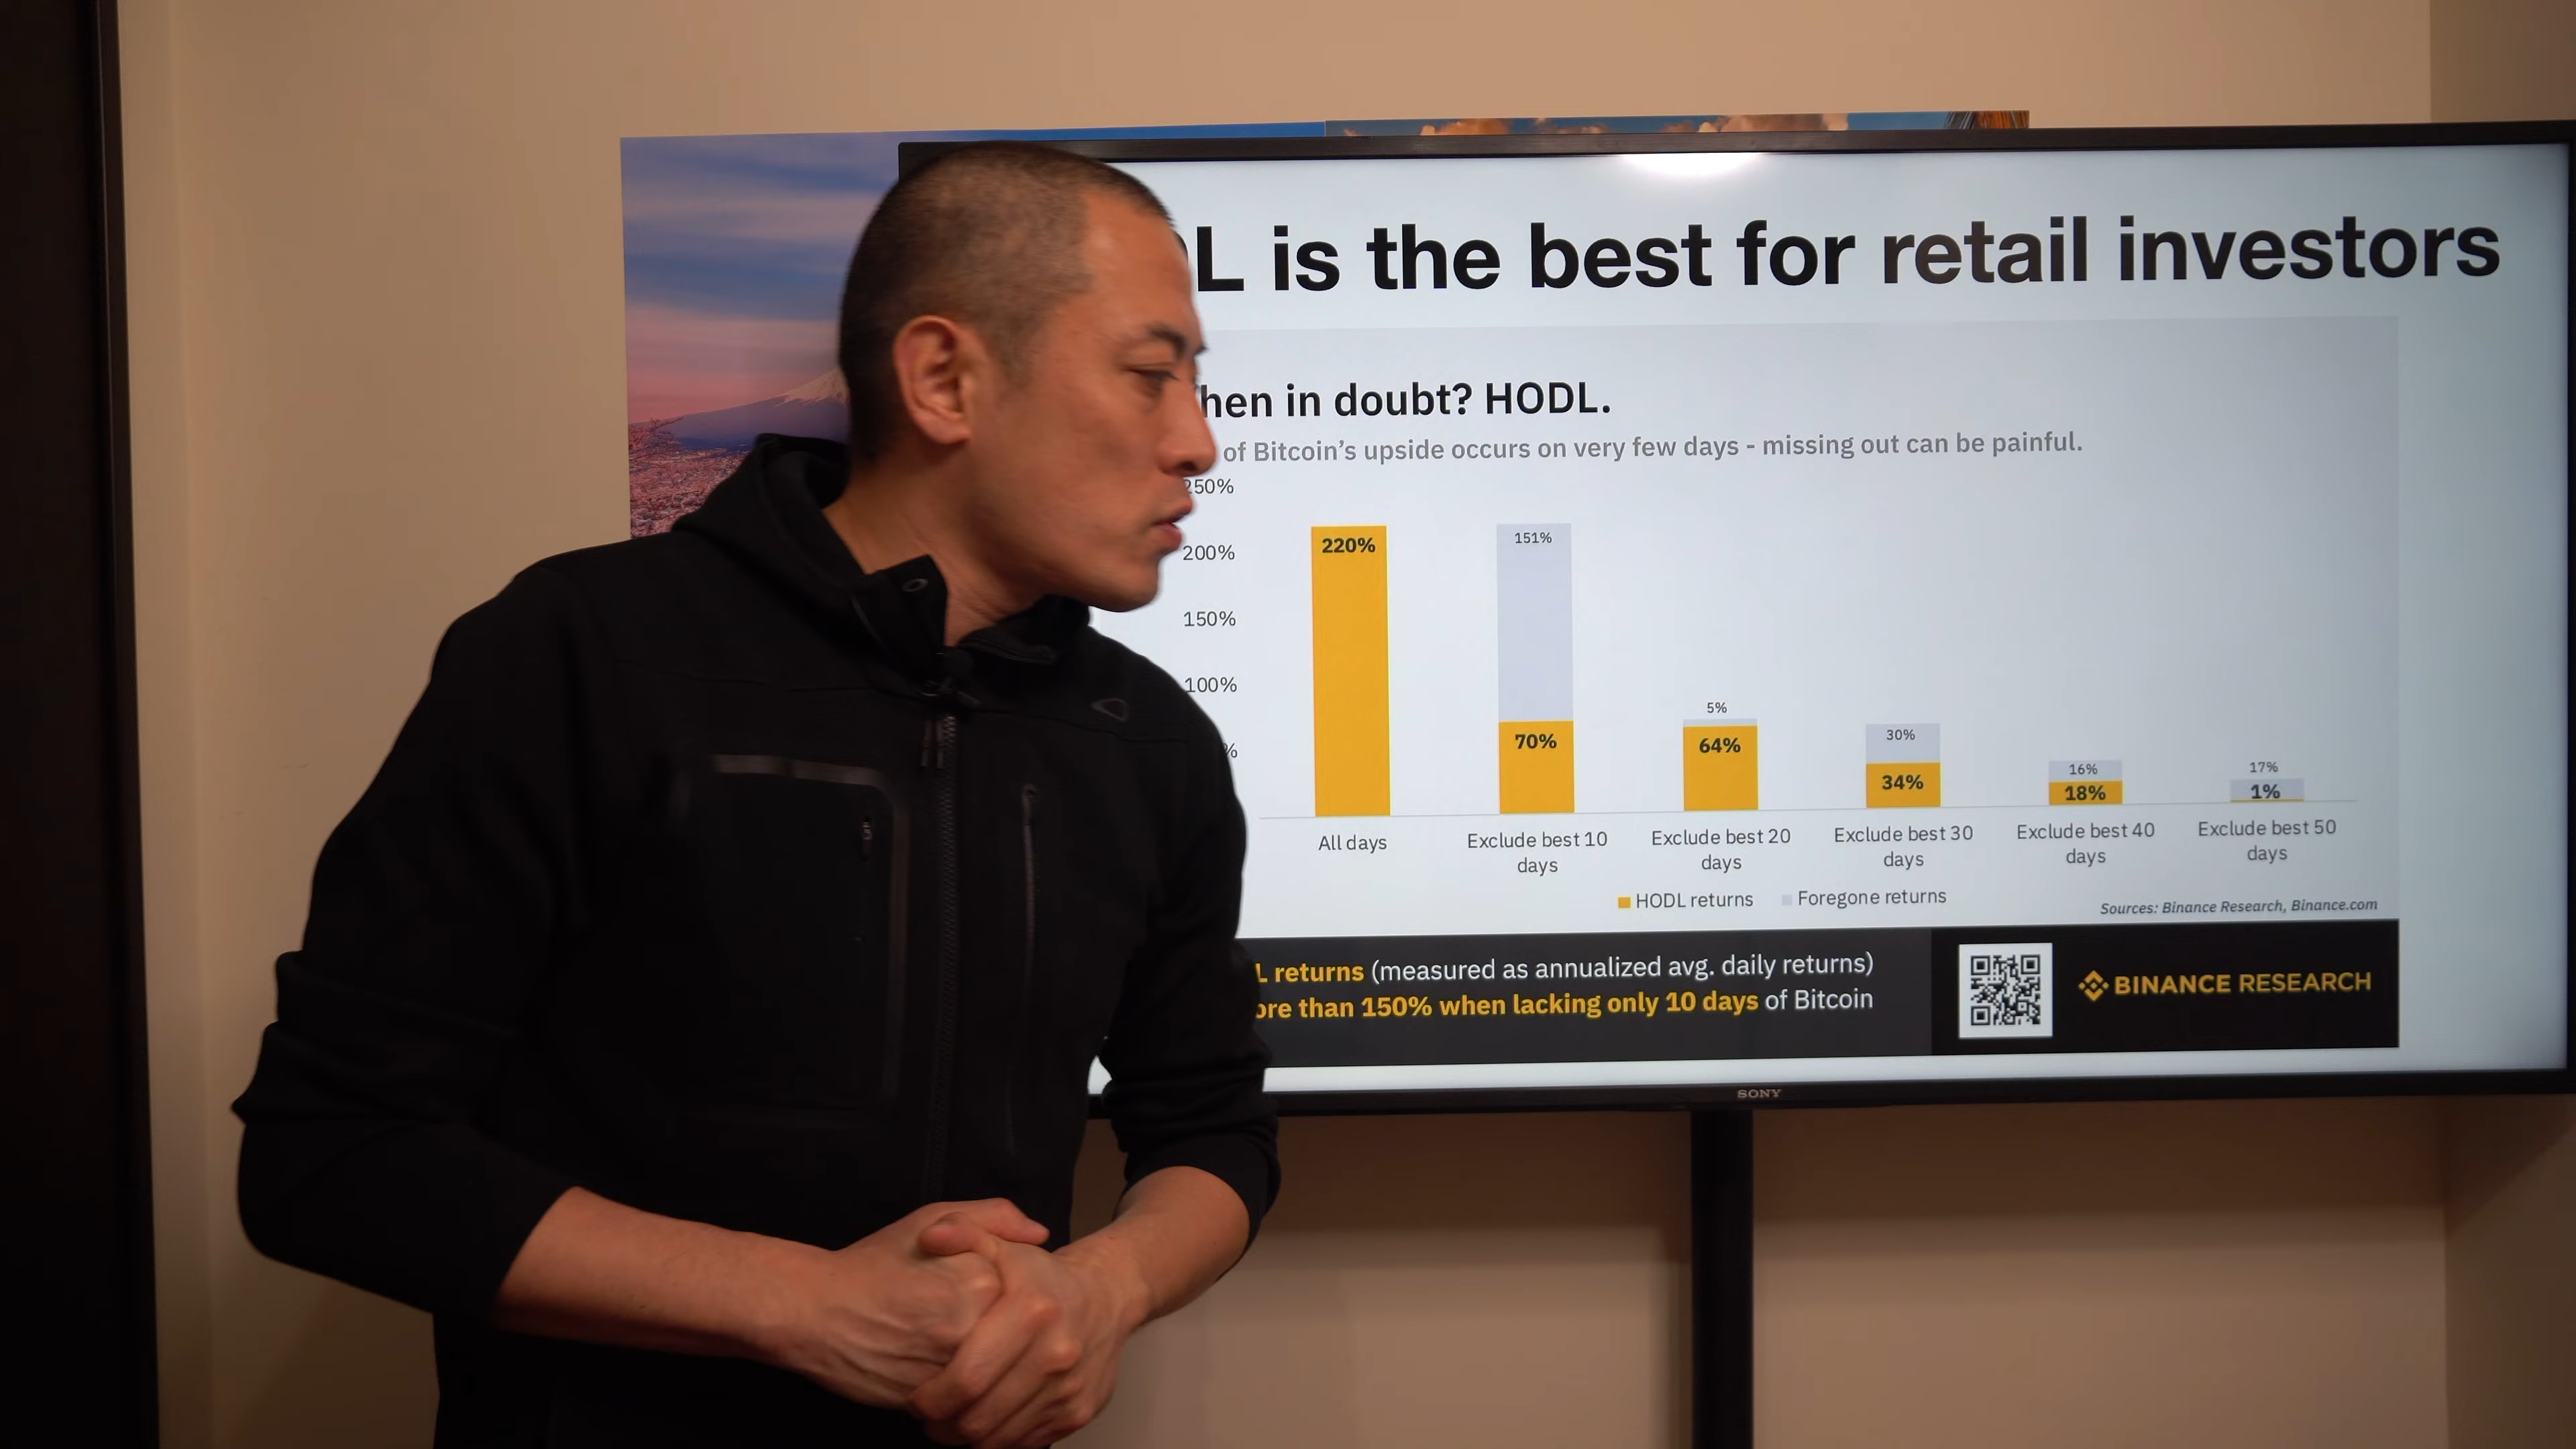 L is the best for retail investors
hen in doubt? HODL.
of Bitcoin's upside occurs on very few days - missing out can be painful.
250%
200%
150%
100%
%
220%
151%
70%
5%
64%
30%
34%
16%
18%
17%
1%
All days
Exclude best 10
days
Exclude best 20
days
Exclude best 30
days
Exclude best 40
days
Exclude best 50
days
HODL returns
Foregone returns
Sources: Binance Research, Binance.com
L returns (measured as annualized avg. daily returns)
ore than 150% when lacking only 10 days of Bitcoin
BINANCE RESEARCH
SONY